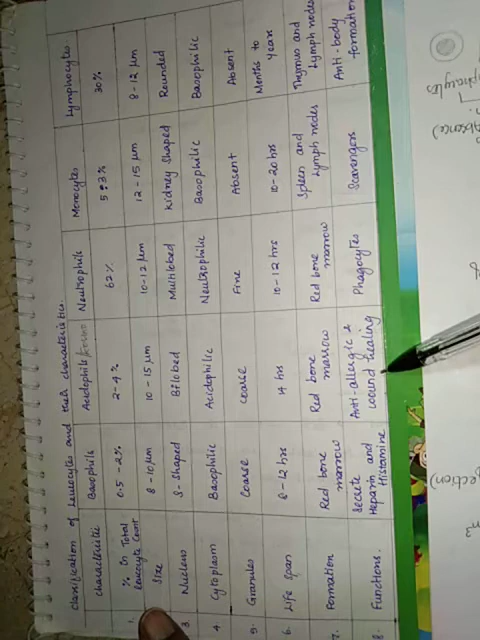 Classification of Leucocytes and their characteristics.
Characteristic Basophils Acidophils Neutrophils Monocytes Lymphocytes
1. % In Total Leucocyte Count 0.5-2% 2-4% 62% 5.3% 30%
Size 8-10 μm 10-15 μm 10-12 μm 12-15 μm 8-12 μm
3. Nucleus S-Shaped Bilobed Multilobed Kidney Shaped Rounded
4. Cytoplasm Basophilic Acidophilic Neutrophilic Basophilic Basophilic
5. Granules Coarse Coarse Fine Absent Absent
6. Life Span 8-12 hrs 14 hrs 10-12 hrs 10-20 hrs Months to years
7. Formation Red bone marrow Red bone marrow Red bone marrow Spleen and Lymph nodes Thymus and Lymph nodes
8. Functions. Secrete Heparin and Histamine Anti-allergic & wound healing Phagocytes Scavengers Anti-body formation